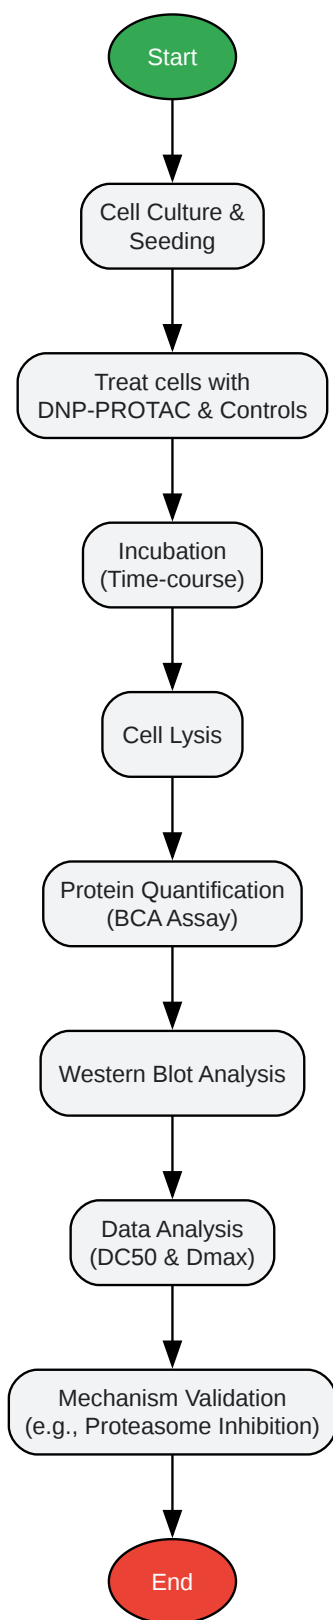 Start
Cell Culture &
Seeding
Treat cells with
DNP-PROTAC & Controls
Incubation
(Time-course)
Cell Lysis
Protein Quantification
(BCA Assay)
Western Blot Analysis
Data Analysis
(DC50 & Dmax)
Mechanism Validation
(e.g., Proteasome Inhibition)
End